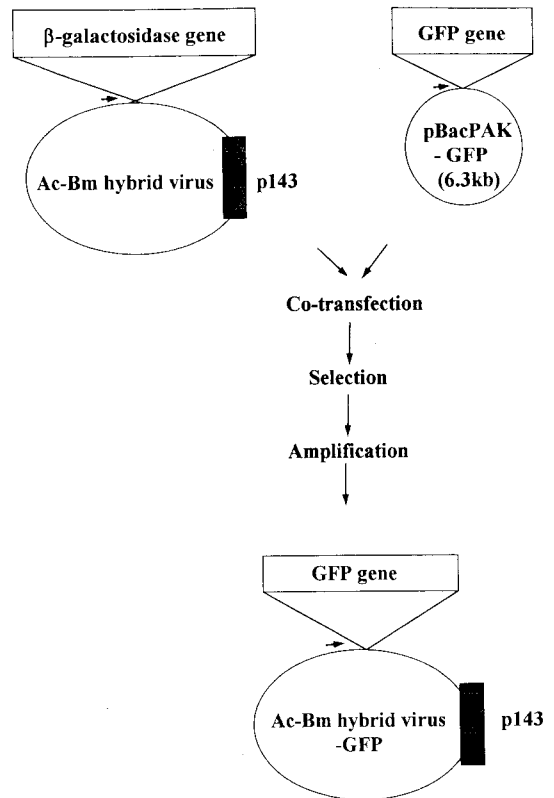 β-galactosidase gene
GFP gene
Ac-Bm hybrid virus
p143
pBacPAK
- GFP
(6.3kb)
Co-transfection
Selection
Amplification
GFP gene
Ac-Bm hybrid virus
-GFP
p143